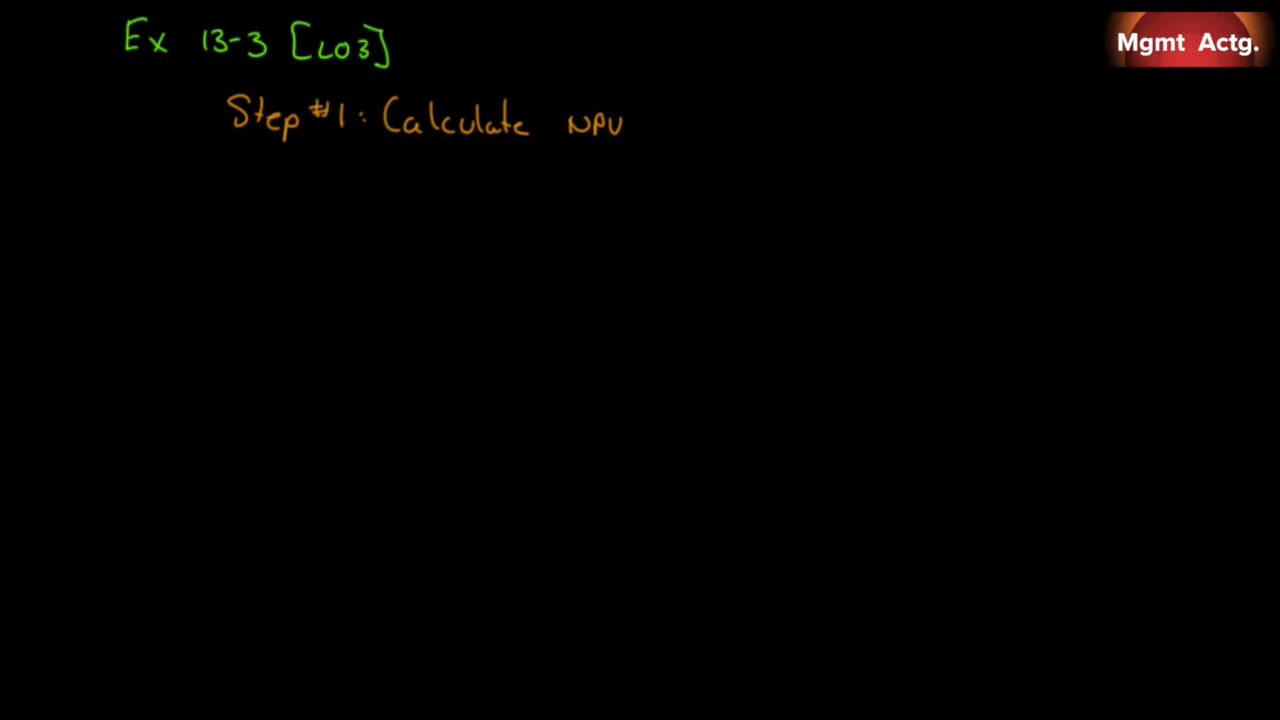 Ex 13-3 [LO3]
Mgmt Actg.
Step #1: Calculate NPV